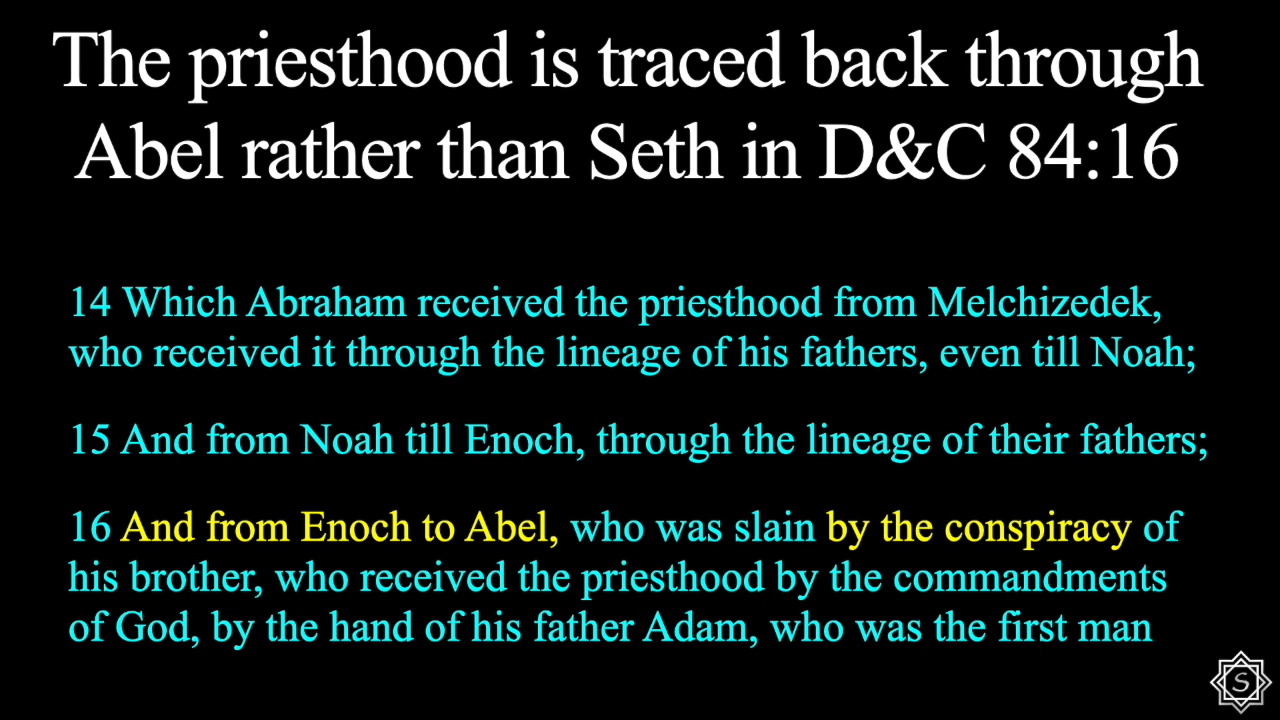 The priesthood is traced back through
Abel rather than Seth in D&C 84:16
14 Which Abraham received the priesthood from Melchizedek,
who received it through the lineage of his fathers, even till Noah;
15 And from Noah till Enoch, through the lineage of their fathers;
16 And from Enoch to Abel, who was slain by the conspiracy of
his brother, who received the priesthood by the commandments
of God, by the hand of his father Adam, who was the first man
S